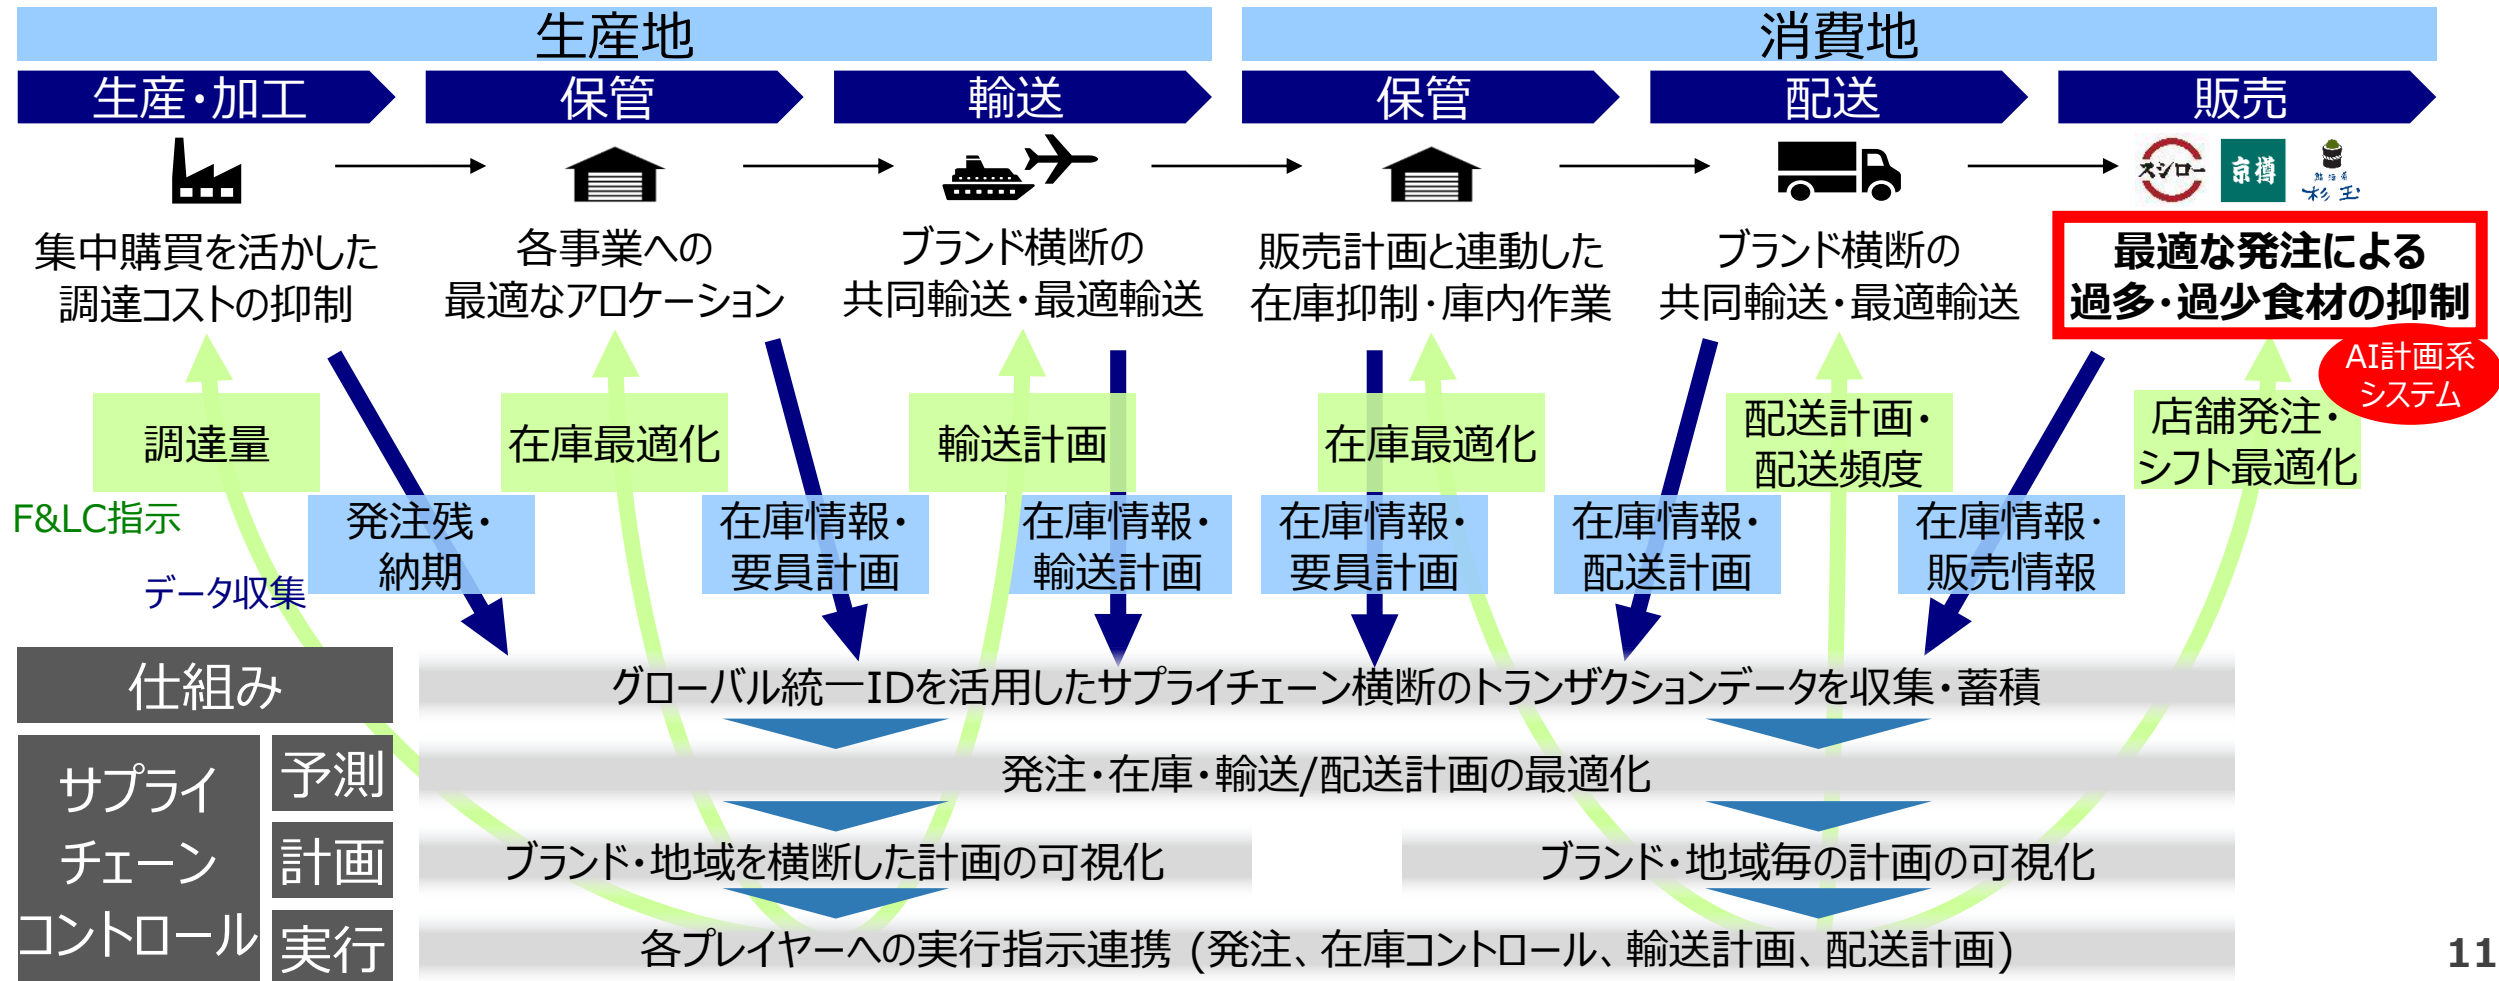 生産地
消費地
生産・加工
保管
輸送
保管
配送
販売
スシロー
京樽
鮨 酒 肴
杉玉
集中購買を活かした
調達コストの抑制
各事業への
最適なアロケーション
ブランド横断の
共同輸送・最適輸送
販売計画と連動した
在庫抑制・庫内作業
ブランド横断の
共同輸送・最適輸送
最適な発注による
過多・過少食材の抑制
AI計画系
システム
調達量
在庫最適化
輸送計画
在庫最適化
配送計画・
配送頻度
店舗発注・
シフト最適化
F&LC指示
データ収集
発注残・
納期
在庫情報・
要員計画
在庫情報・
輸送計画
在庫情報・
要員計画
在庫情報・
配送計画
在庫情報・
販売情報
仕組み
グローバル統一IDを活用したサプライチェーン横断のトランザクションデータを収集・蓄積
サプライ
チェーン
コントロール
予測
発注・在庫・輸送/配送計画の最適化
計画
ブランド・地域を横断した計画の可視化
ブランド・地域毎の計画の可視化
実行
各プレイヤーへの実行指示連携 (発注、在庫コントロール、輸送計画、配送計画)
11